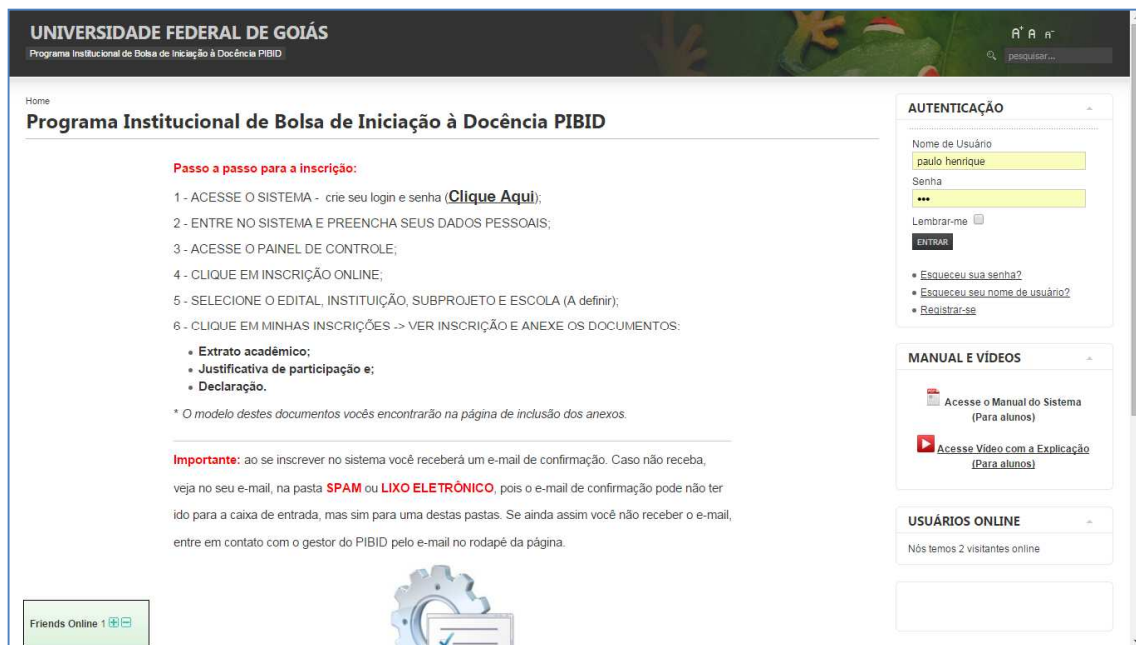 UNIVERSIDADE FEDERAL DE GOIÁS
Programa Institucional de Bolsa de Iniciação à Docência PIBID
A+ A A-
pesquisar...
Home
Programa Institucional de Bolsa de Iniciação à Docência PIBID
Passo a passo para a inscrição:
1 - ACESSE O SISTEMA - crie seu login e senha (Clique Aqui);
2 - ENTRE NO SISTEMA E PREENCHA SEUS DADOS PESSOAIS;
3 - ACESSE O PAINEL DE CONTROLE;
4 - CLIQUE EM INSCRIÇÃO ONLINE;
5 - SELECIONE O EDITAL, INSTITUIÇÃO, SUBPROJETO E ESCOLA (A definir);
6 - CLIQUE EM MINHAS INSCRIÇÕES -> VER INSCRIÇÃO E ANEXE OS DOCUMENTOS:
• Extrato acadêmico;
• Justificativa de participação e;
• Declaração.
* O modelo destes documentos vocês encontrarão na página de inclusão dos anexos.
Importante: ao se inscrever no sistema você receberá um e-mail de confirmação. Caso não receba,
veja no seu e-mail, na pasta SPAM ou LIXO ELETRÔNICO, pois o e-mail de confirmação pode não ter
ido para a caixa de entrada, mas sim para uma destas pastas. Se ainda assim você não receber o e-mail,
entre em contato com o gestor do PIBID pelo e-mail no rodapé da página.
Friends Online 1
AUTENTICAÇÃO
Nome de Usuário
paulo henrique
Senha
•••
Lembrar-me
ENTRAR
• Esqueceu sua senha?
• Esqueceu seu nome de usuário?
• Registrar-se
MANUAL E VÍDEOS
Acesse o Manual do Sistema
(Para alunos)
Acesse Vídeo com a Explicação
(Para alunos)
USUÁRIOS ONLINE
Nós temos 2 visitantes online